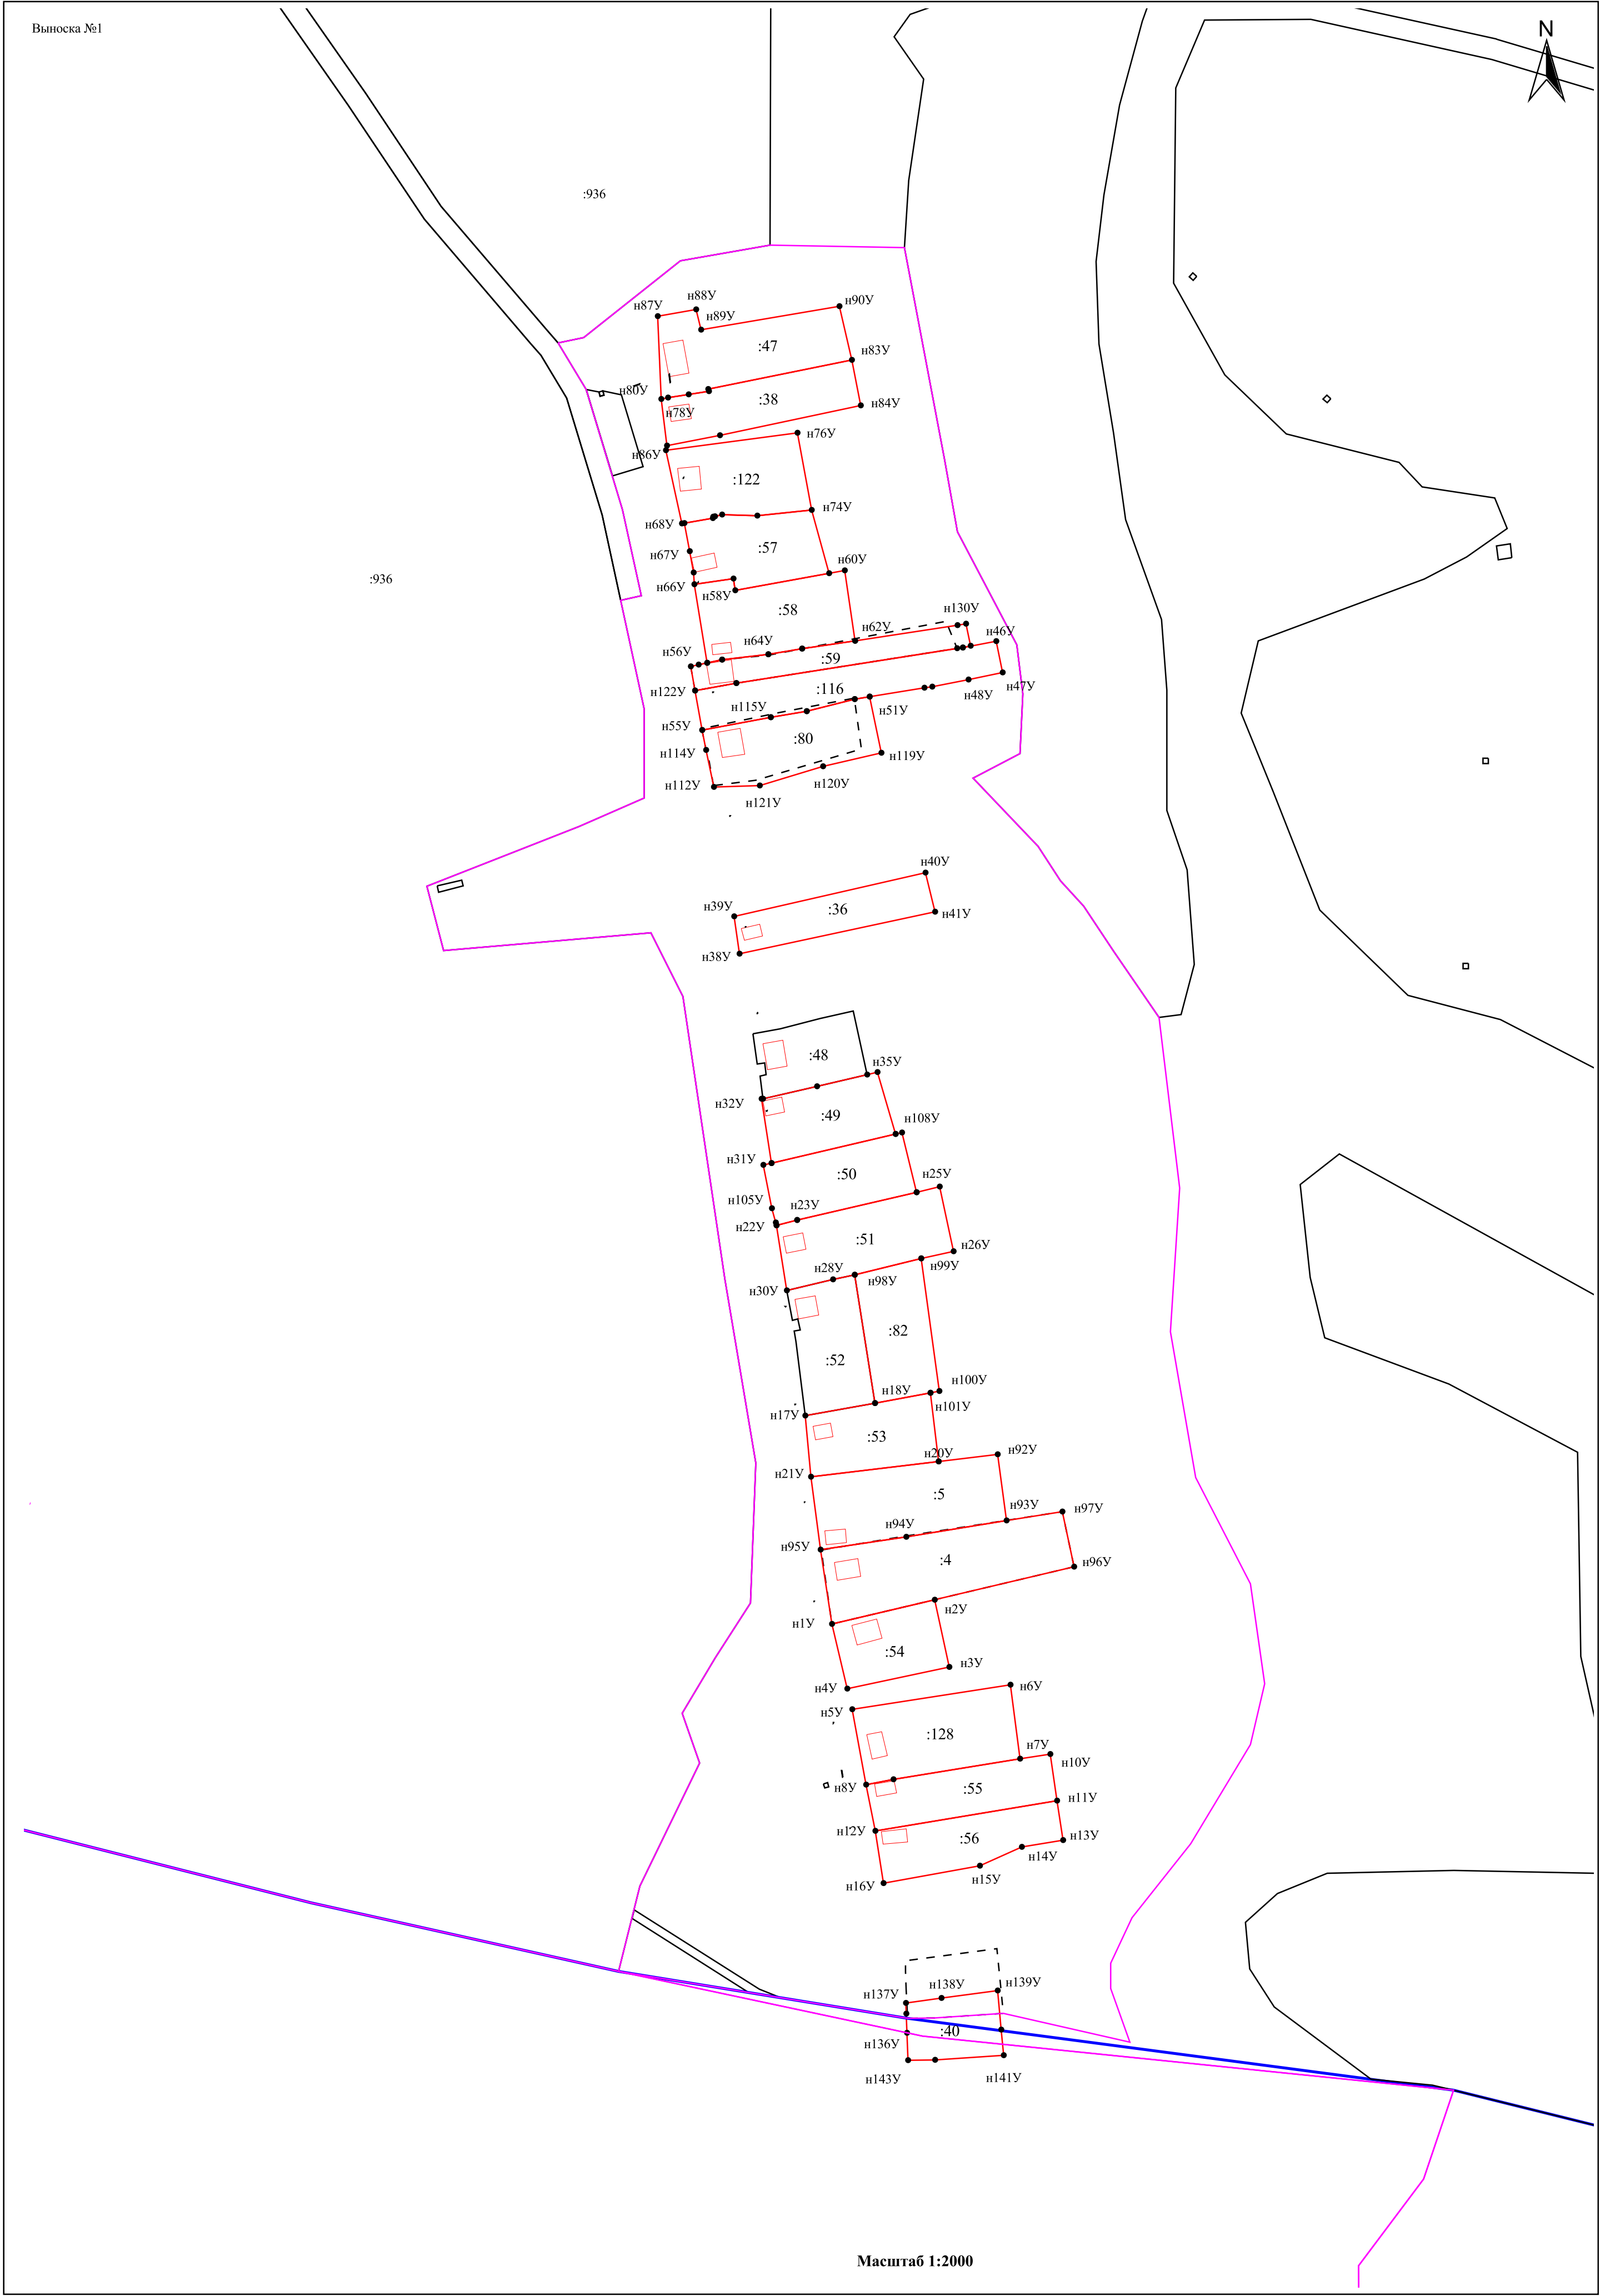 Выноска №1
N
:936
н88У
н87У
н90У
н89У
:47
н83У
н80У
:38
н84У
н78У
н76У
н86У
:122
н74У
н68У
:57
н67У
н60У
н66У
н58У
:58
н130У
н62У
н46У
н64У
н56У
:59
н47У
н122У
:116
н48У
н115У
н51У
н55У
:80
н114У
н119У
н112У
н120У
н121У
:936
н40У
н39У
:36
н41У
н38У
:48
н35У
н32У
:49
н108У
н31У
:50
н25У
н105У
н23У
н22У
:51
н26У
н28У
н99У
н98У
н30У
:82
:52
н100У
н18У
н101У
н17У
:53
н20У
н92У
н21У
:5
н93У
н97У
н94У
н95У
:4
н96У
н2У
н1У
:54
н3У
н4У
н6У
н5У
:128
н7У
н10У
н8У
:55
н11У
н12У
:56
н13У
н14У
н15У
н16У
н138У
н139У
н137У
:40
н136У
н143У
н141У
Масштаб 1:2000